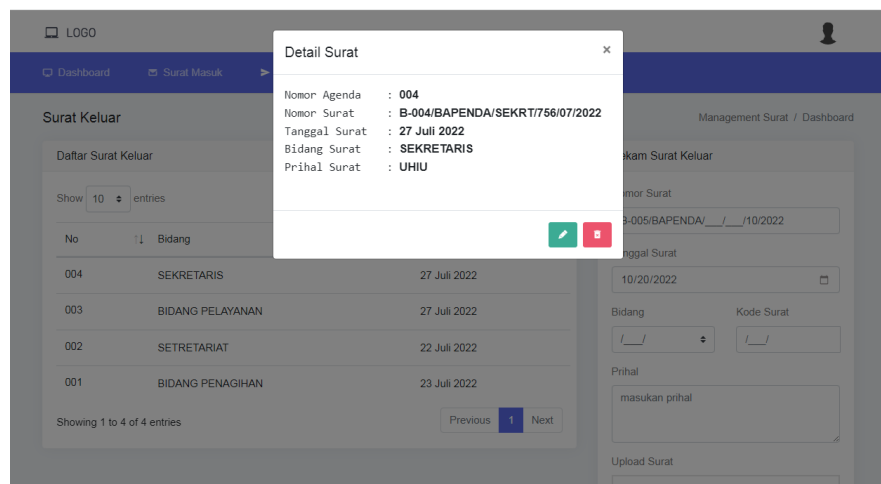 LOGO
Dashboard
Surat Masuk
Detail Surat
×
Nomor Agenda : 004
Nomor Surat : B-004/BAPENDA/SEKRT/756/07/2022
Tanggal Surat : 27 Juli 2022
Bidang Surat : SEKRETARIS
Prihal Surat : UHIU
Surat Keluar
Management Surat / Dashboard
Daftar Surat Keluar
Show 10 entries
No Bidang
004 SEKRETARIS 27 Juli 2022
003 BIDANG PELAYANAN 27 Juli 2022
002 SETRETARIAT 22 Juli 2022
001 BIDANG PENAGIHAN 23 Juli 2022
Showing 1 to 4 of 4 entries
Previous 1 Next
Surat Keluar
Surat
-005/BAPENDA/___/___/10/2022
Surat
10/20/2022
Bidang Kode Surat
/___/ /___/
Prihal
masukan prihal
Upload Surat